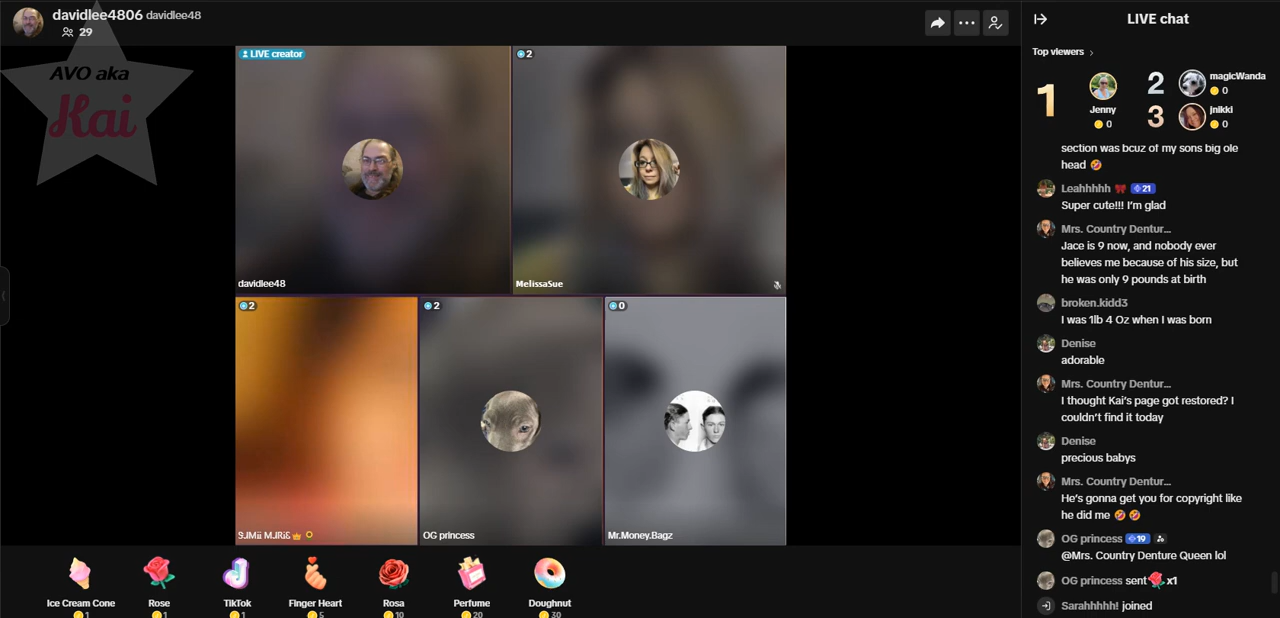 davidlee4806 davidlee48
29
AVO aka
Kai
LIVE creator
2
davidlee48
MelissaSue
2
2
0
OG princess
Mr.Money.Bagz
Ice Cream Cone
1
Rose
1
TikTok
1
Finger Heart
5
Rosa
10
Perfume
20
Doughnut
30
LIVE chat
Top viewers
1
Jenny
0
2
magicWanda
0
3
jnikki
0
section was bcuz of my sons big ole
head 🤣
Leahhhhh 21
Super cute!!! I'm glad
Mrs. Country Dentur...
Jace is 9 now, and nobody ever
believes me because of his size, but
he was only 9 pounds at birth
broken.kidd3
I was 1lb 4 Oz when I was born
Denise
adorable
Mrs. Country Dentur...
I thought Kai's page got restored? I
couldn't find it today
Denise
precious babys
Mrs. Country Dentur...
He's gonna get you for copyright like
he did me 🤣 🤣
OG princess 19
@Mrs. Country Denture Queen lol
OG princess sent x1
Sarahhhhh! joined